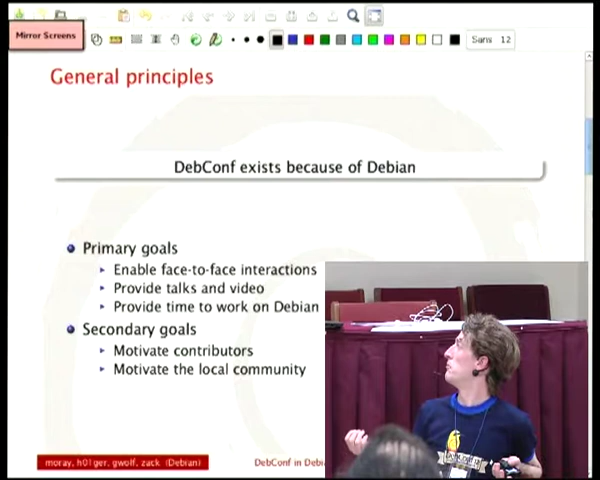 Mirror Screens
Sans 12
General principles
DebConf exists because of Debian
Primary goals
Enable face-to-face interactions
Provide talks and video
Provide time to work on Debian
Secondary goals
Motivate contributors
Motivate the local community
moray, h01ger, gwolf, zack (Debian)
DebConf in Debi